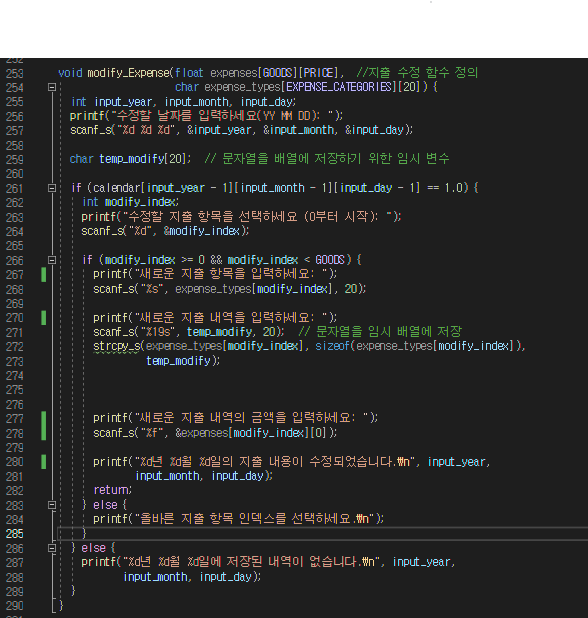 252
253 void modify_Expense(float expenses[GOODS][PRICE], //지출 수정 함수 정의
254 char expense_types[EXPENSE_CATEGORIES][20]) {
255 int input_year, input_month, input_day;
256 printf("수정할 날짜를 입력하세요(YY MM DD): ");
257 scanf_s("%d %d %d", &input_year, &input_month, &input_day);
258
259 char temp_modify[20]; // 문자열을 배열에 저장하기 위한 임시 변수
260
261 if (calendar[input_year - 1][input_month - 1][input_day - 1] == 1.0) {
262 int modify_index;
263 printf("수정할 지출 항목을 선택하세요 (0부터 시작): ");
264 scanf_s("%d", &modify_index);
265
266 if (modify_index >= 0 && modify_index < GOODS) {
267 printf("새로운 지출 항목을 입력하세요: ");
268 scanf_s("%s", expense_types[modify_index], 20);
269
270 printf("새로운 지출 내역을 입력하세요: ");
271 scanf_s("%19s", temp_modify, 20); // 문자열을 임시 배열에 저장
272 strcpy_s(expense_types[modify_index], sizeof(expense_types[modify_index]),
273 temp_modify);
274
275
276
277 printf("새로운 지출 내역의 금액을 입력하세요: ");
278 scanf_s("%f", &expenses[modify_index][0]);
279
280 printf("%d년 %d월 %d일의 지출 내용이 수정되었습니다.₩n", input_year,
281 input_month, input_day);
282 return;
283 } else {
284 printf("올바른 지출 항목 인덱스를 선택하세요.₩n");
285 }
286 } else {
287 printf("%d년 %d월 %d일에 저장된 내역이 없습니다.₩n", input_year,
288 input_month, input_day);
289 }
290 }